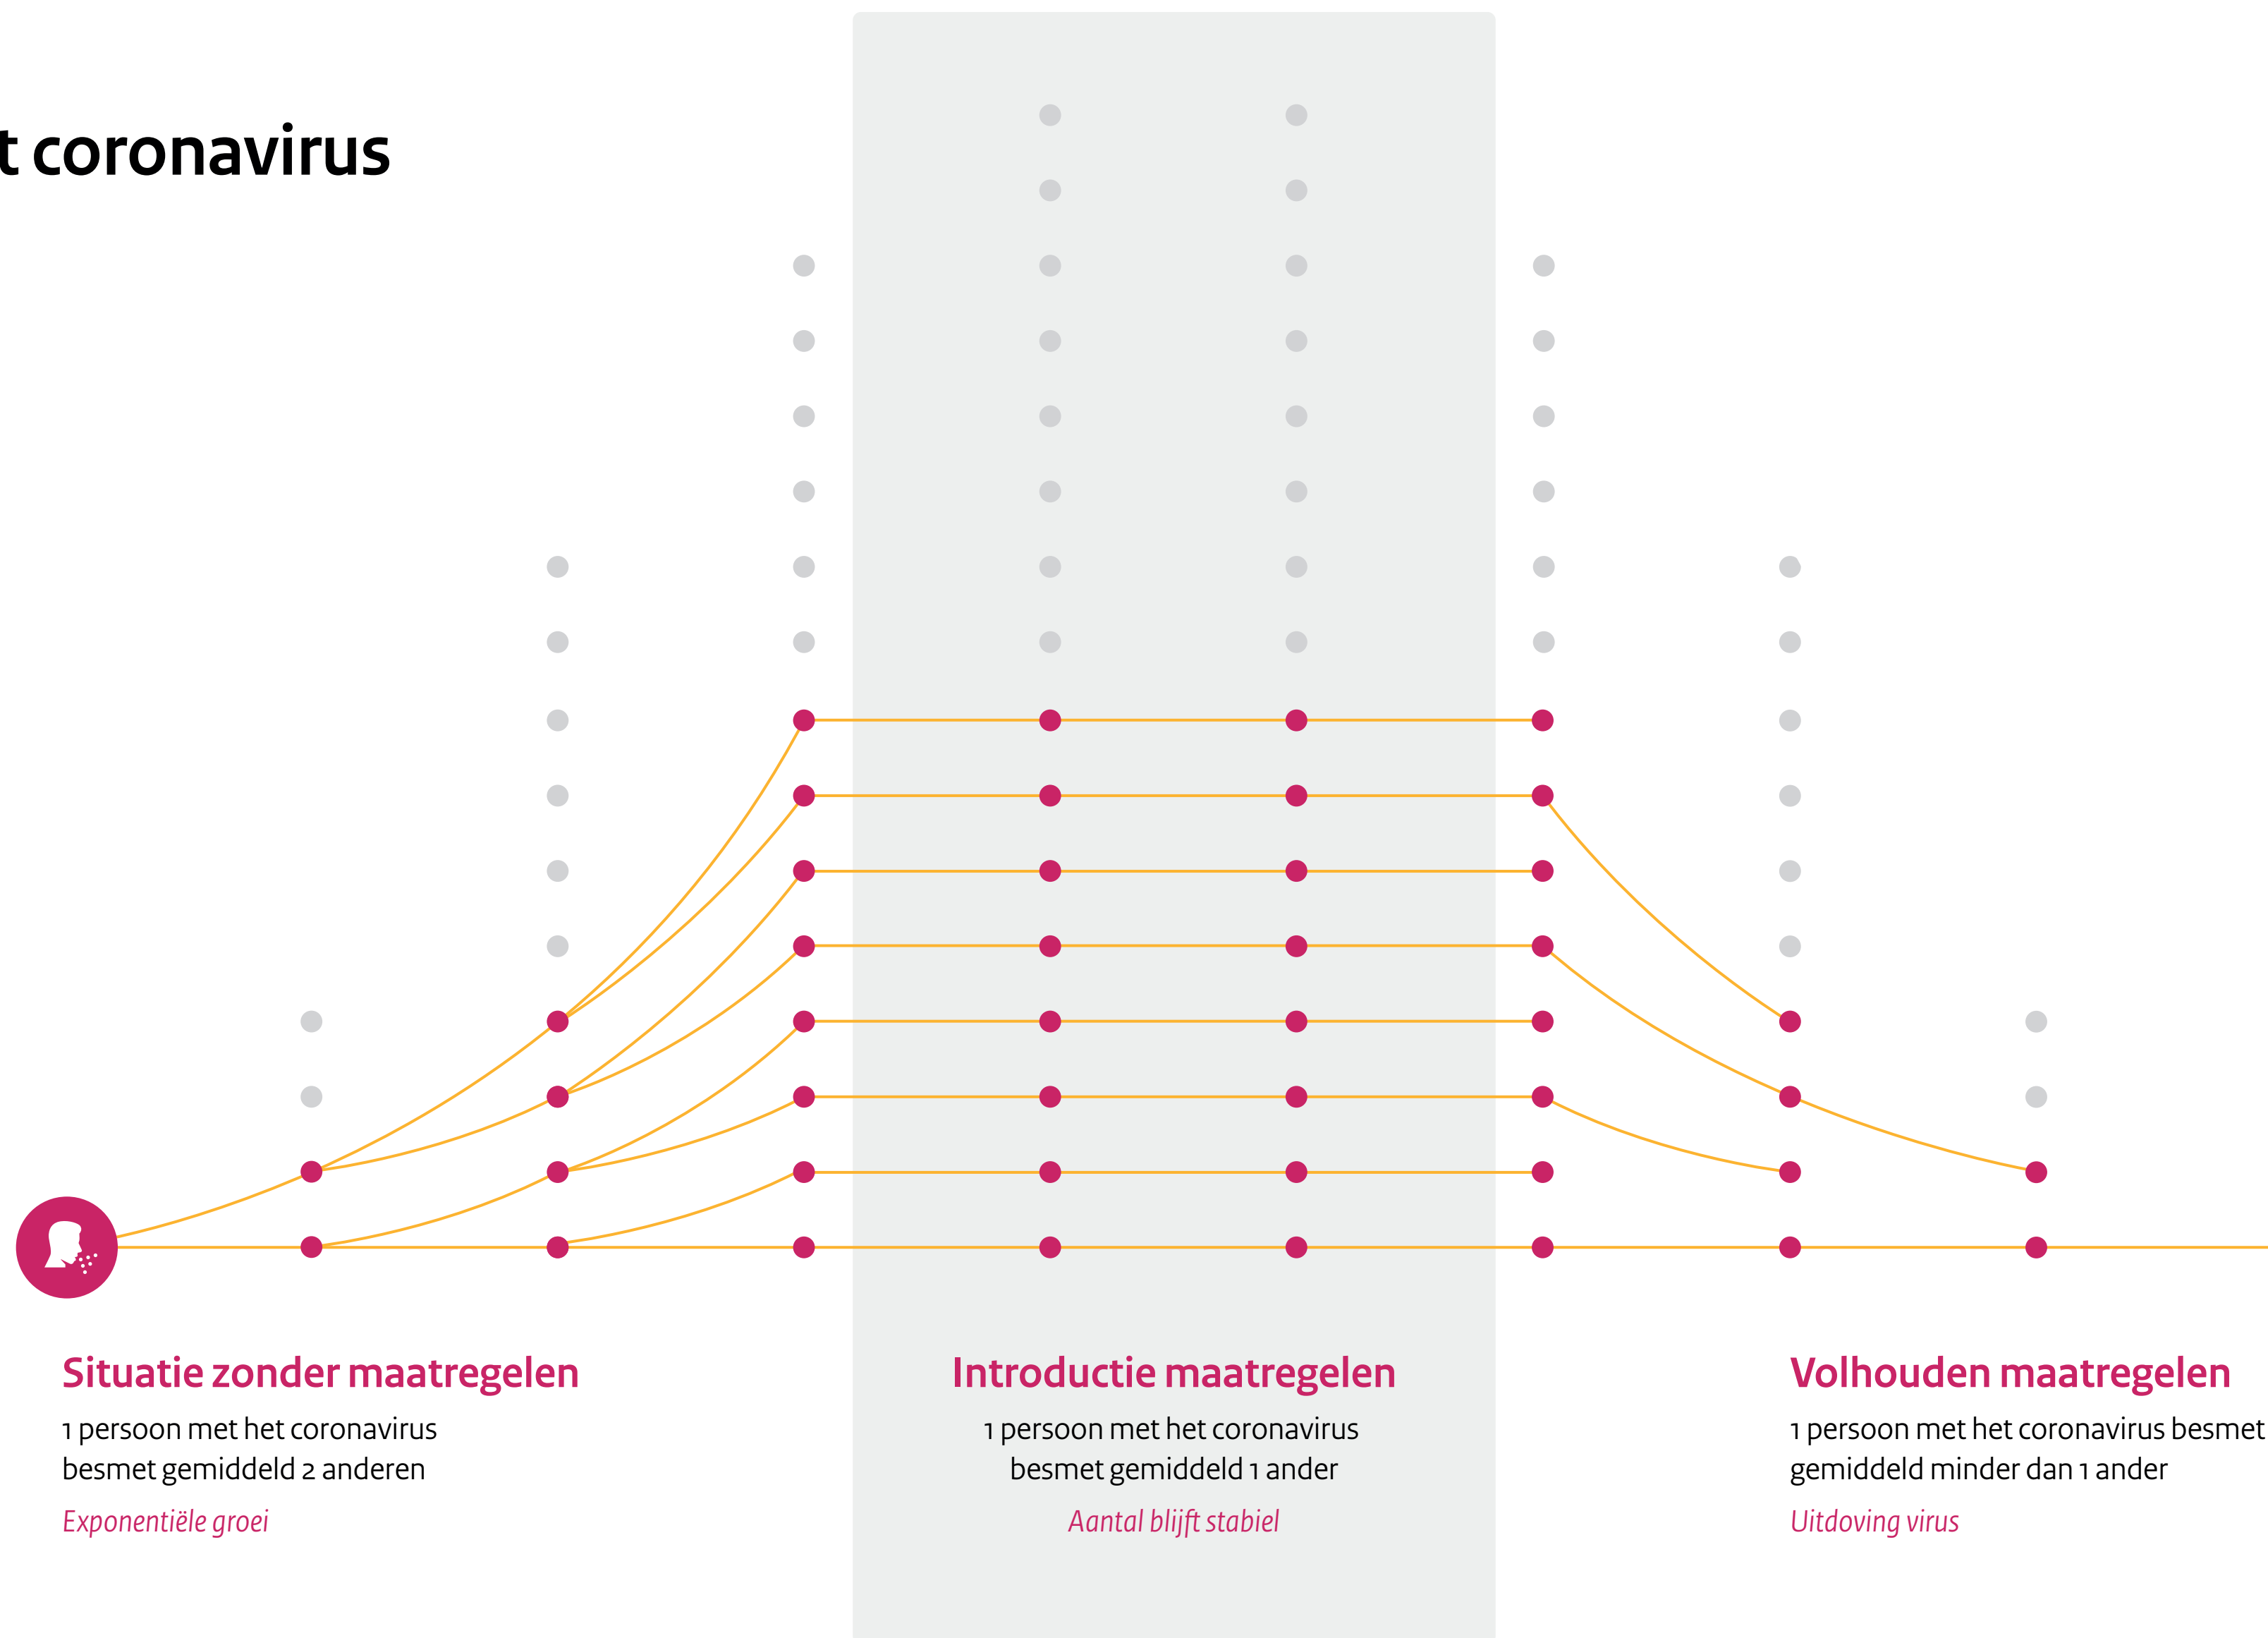 t coronavirus
Situatie zonder maatregelen
1 persoon met het coronavirus
besmet gemiddeld 2 anderen
Exponentiële groei
Introductie maatregelen
1 persoon met het coronavirus
besmet gemiddeld 1 ander
Aantal blijft stabiel
Volhouden maatregelen
1 persoon met het coronavirus besmet
gemiddeld minder dan 1 ander
Uitdoving virus